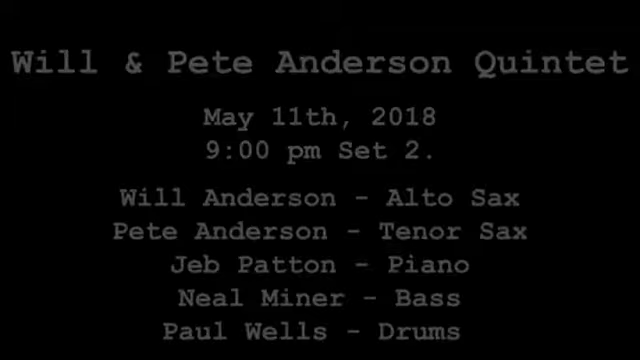 Will & Pete Anderson Quintet
May 11th, 2018
9:00 pm Set 2.
Will Anderson - Alto Sax
Pete Anderson - Tenor Sax
Jeb Patton - Piano
Neal Miner - Bass
Paul Wells - Drums